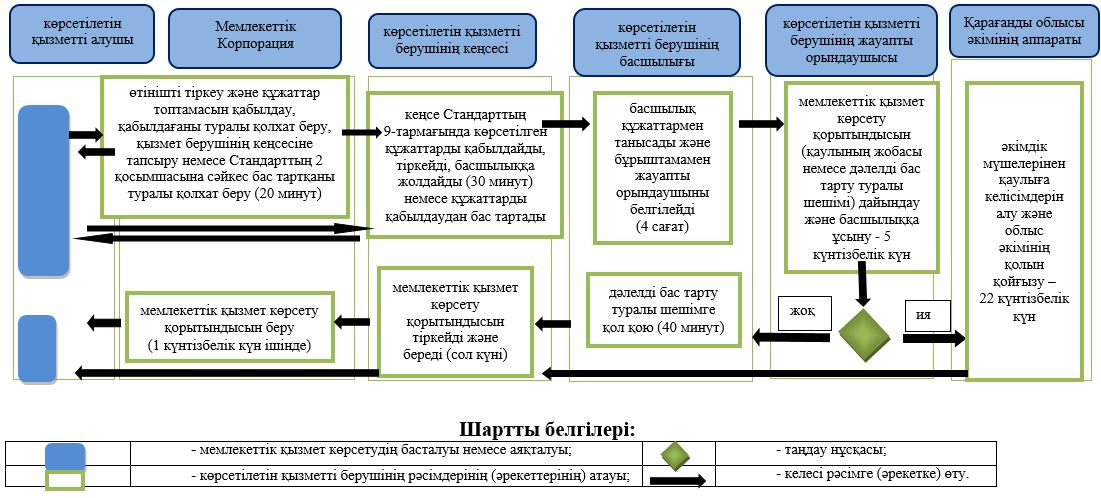 көрсетілетін
қызметті алушы
Мемлекеттік
Корпорация
көрсетілетін қызметті
берушінің кеңсесі
көрсетілетін
қызметті берушінің
басшылығы
көрсетілетін қызметті
берушінің жауапты
орындаушысы
Қарағанды облысы
әкімінің аппараты
өтінішті тіркеу және құжаттар
топтамасын қабылдау,
қабылдағаны туралы қолхат беру,
қызмет берушінің кеңсесіне
тапсыру немесе Стандарттың 2
қосымшасына сәйкес бас тартқаны
туралы қолхат беру (20 минут)
кеңсе Стандарттың
9-тармағында көрсетілген
құжаттарды қабылдайды,
тіркейді, басшылыққа
жолдайды (30 минут)
немесе құжаттарды
қабылдаудан бас тартады
басшылық
құжаттармен
танысады және
бұрыштамамен
жауапты
орындаушыны
белгілейді
(4 сағат)
мемлекеттік қызмет
көрсету
қорытындысын
(қаулының жобасы
немесе дәлелді бас
тарту туралы
шешімі) дайындау
және басшылыққа
ұсыну - 5
күнтізбелік күн
әкімдік
мүшелерінен
қаулыға
келісімдерін
алу және
облыс
әкімінің
қолын
қойғызу –
22 күнтізбелік
күн
мемлекеттік қызмет көрсету
қорытындысын беру
(1 күнтізбелік күн ішінде)
мемлекеттік қызмет
көрсету
қорытындысын
тіркейді және
береді (сол күні)
дәлелді бас тарту
туралы шешімге
қол қою (40 минут)
жоқ
ия
Шартты белгілері:
- мемлекеттік қызмет көрсетудің басталуы немесе аяқталуы;
- таңдау нұсқасы;
- көрсетілетін қызметті берушінің рәсімдерінің (әрекеттерінің) атауы;
- келесі рәсімге (әрекетке) өту.